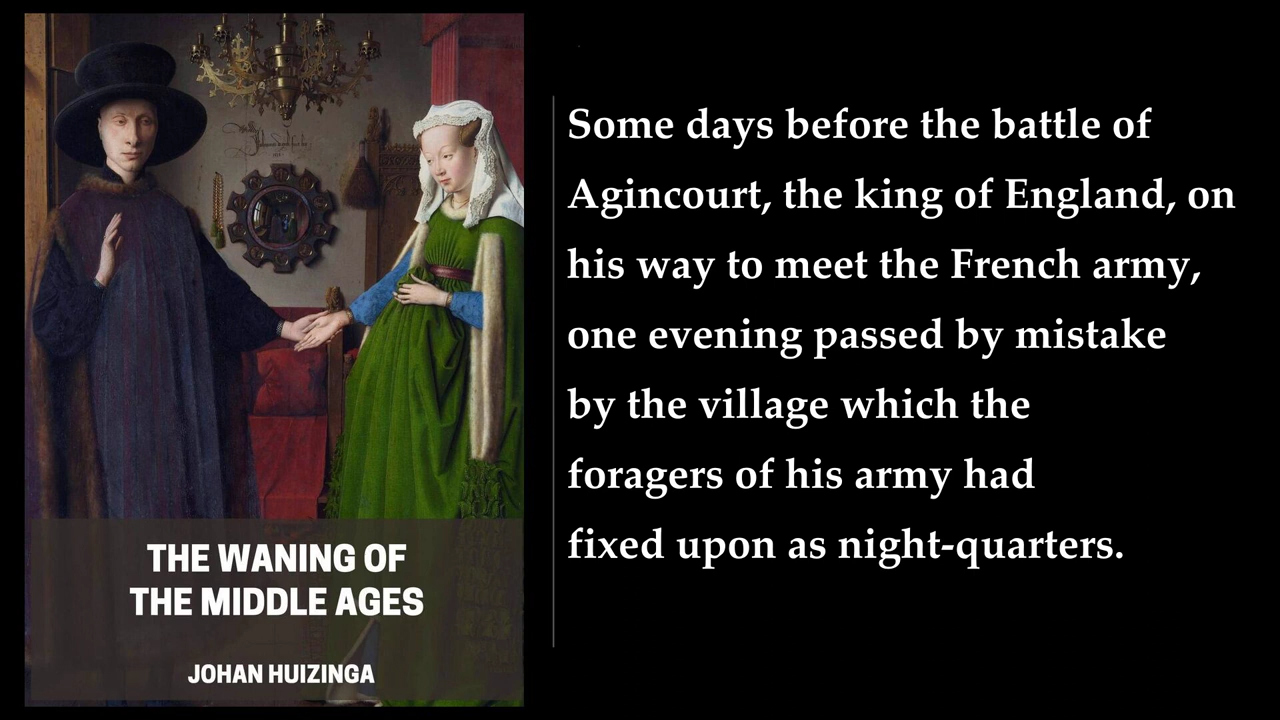 THE WANING OF
THE MIDDLE AGES
JOHAN HUIZINGA
Some days before the battle of
Agincourt, the king of England, on
his way to meet the French army,
one evening passed by mistake
by the village which the
foragers of his army had
fixed upon as night-quarters.